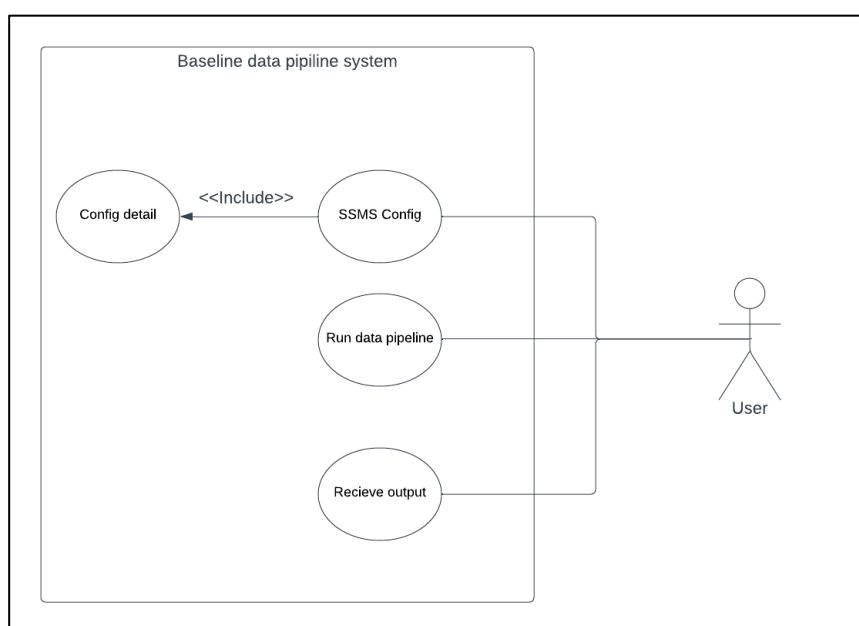 Baseline data pipiline system
<<Include>>
Config detail
SSMS Config
Run data pipeline
User
Recieve output